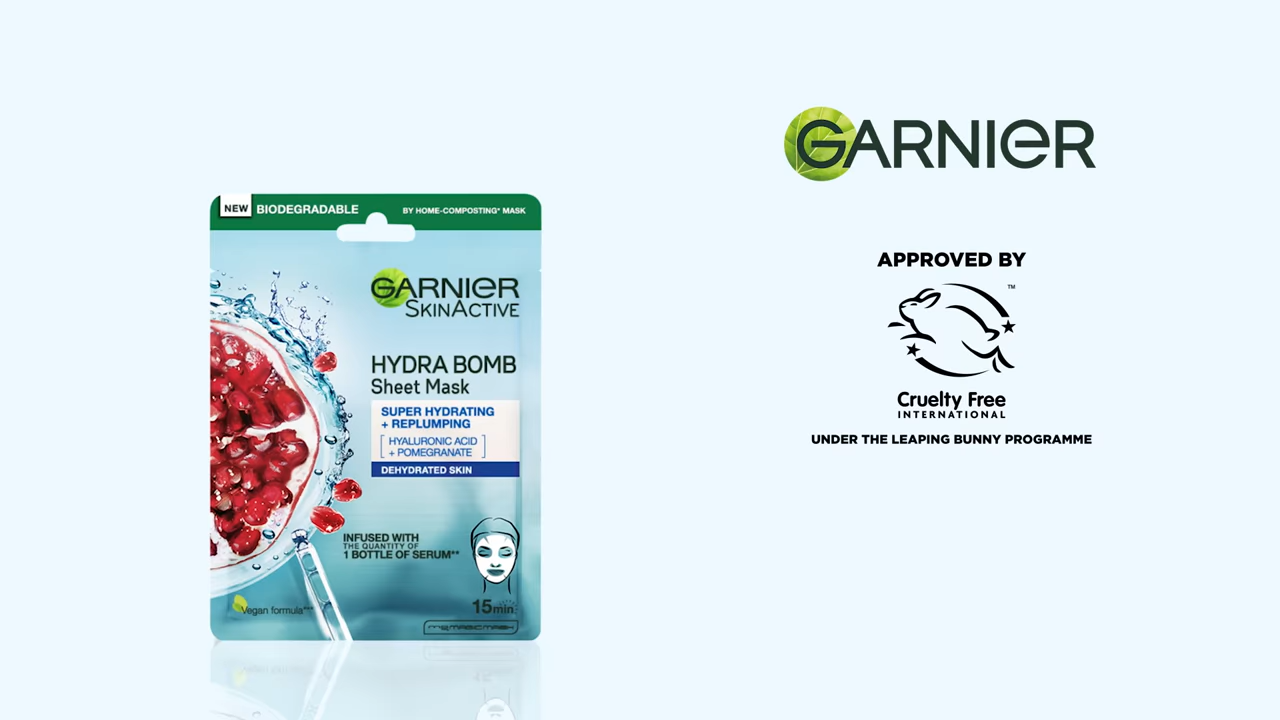 NEW BIODEGRADABLE BY HOME-COMPOSTING* MASK
GARNIER
SKINACTIVE
HYDRA BOMB
Sheet Mask
SUPER HYDRATING
+ REPLUMPING
[HYALURONIC ACID
+ POMEGRANATE]
DEHYDRATED SKIN
INFUSED WITH
THE QUANTITY OF
1 BOTTLE OF SERUM**
Vegan formula***
15min
GARNIER
APPROVED BY
TM
Cruelty Free
INTERNATIONAL
UNDER THE LEAPING BUNNY PROGRAMME